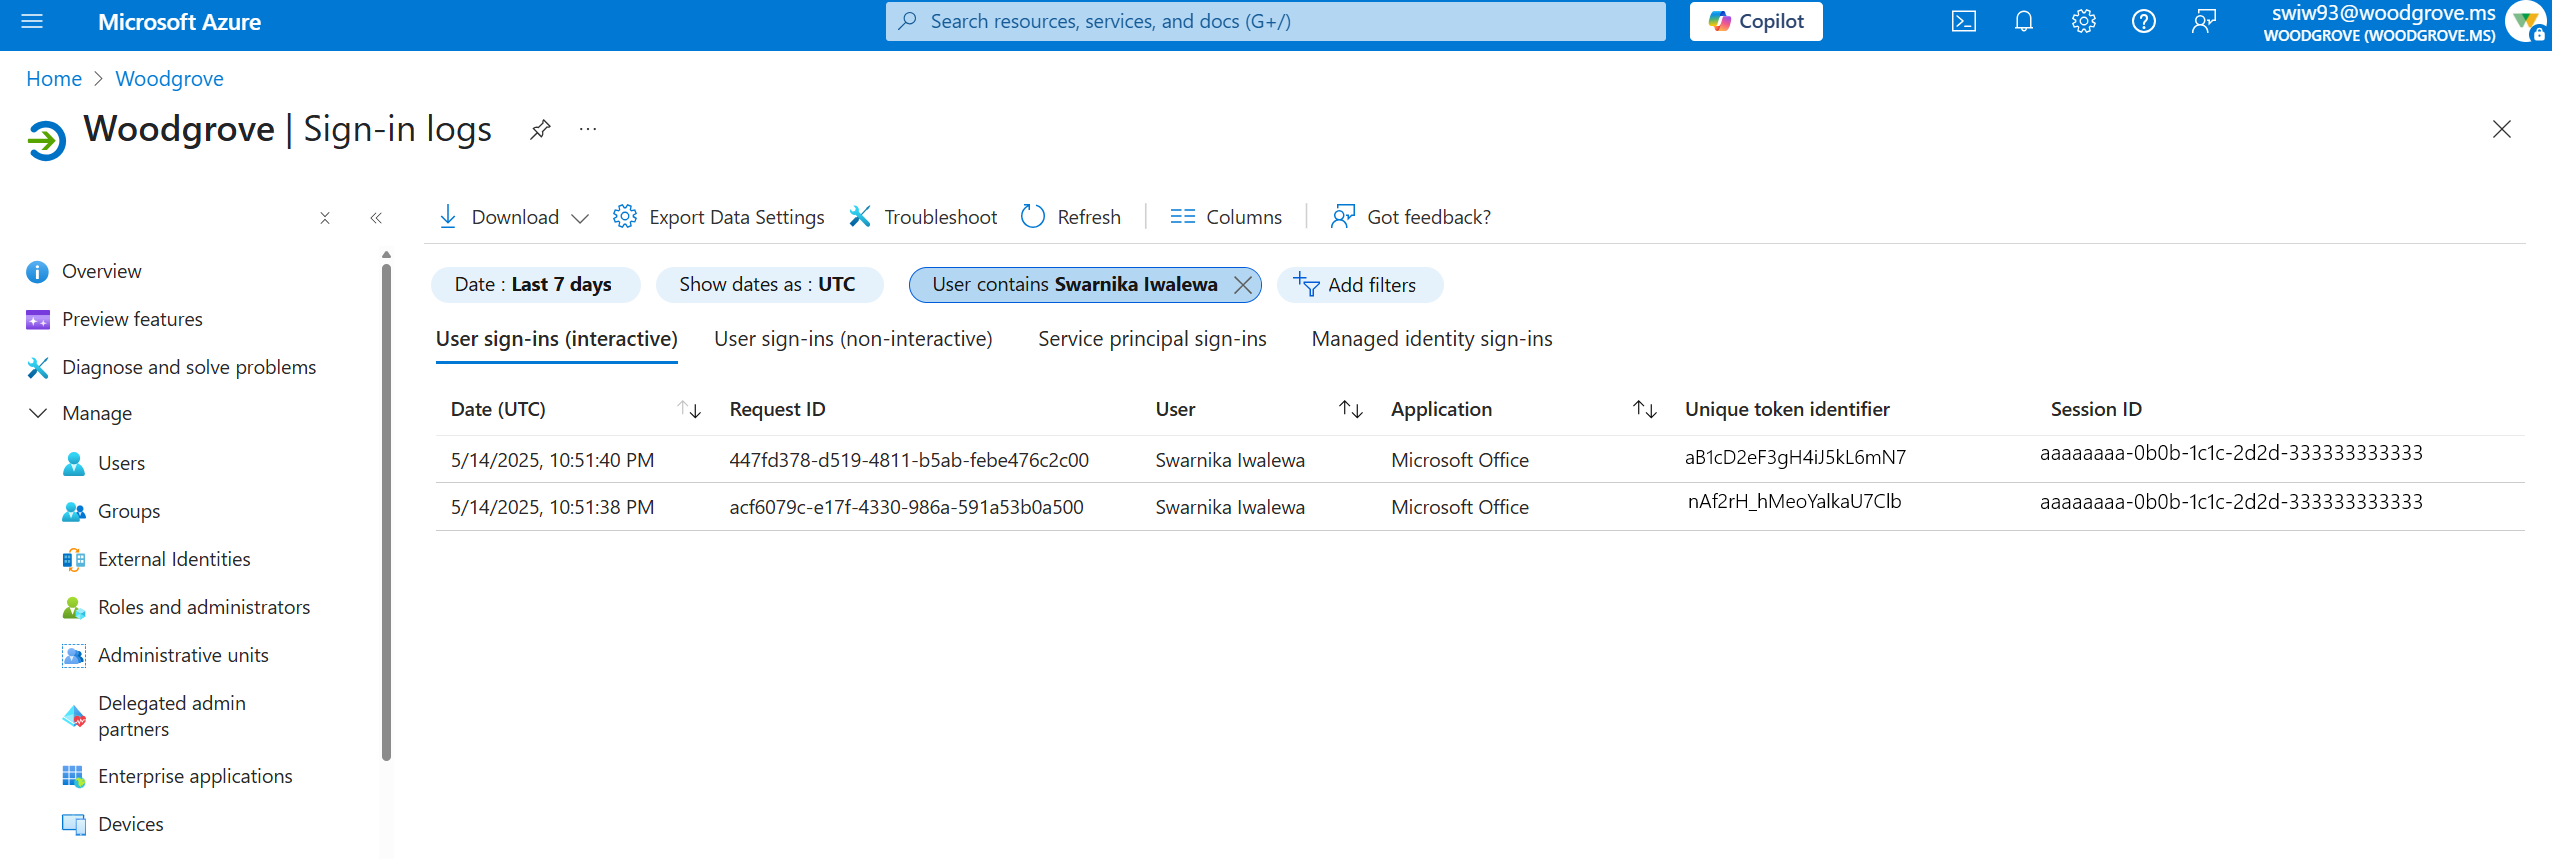 Microsoft Azure
Search resources, services, and docs (G+/)
Copilot
swiw93@woodgrove.ms
WOODGROVE (WOODGROVE.MS)
Home > Woodgrove
Woodgrove | Sign-in logs
Download
Export Data Settings
Troubleshoot
Refresh
Columns
Got feedback?
Overview
Preview features
Diagnose and solve problems
Manage
Users
Groups
External Identities
Roles and administrators
Administrative units
Delegated admin
partners
Enterprise applications
Devices
Date : Last 7 days
Show dates as : UTC
User contains Swarnika Iwalewa
Add filters
User sign-ins (interactive)
User sign-ins (non-interactive)
Service principal sign-ins
Managed identity sign-ins
Date (UTC) Request ID User Application Unique token identifier Session ID
5/14/2025, 10:51:40 PM 447fd378-d519-4811-b5ab-febe476c2c00 Swarnika Iwalewa Microsoft Office aB1cD2eF3gH4iJ5kL6mN7 aaaaaaaa-0b0b-1c1c-2d2d-333333333333
5/14/2025, 10:51:38 PM acf6079c-e17f-4330-986a-591a53b0a500 Swarnika Iwalewa Microsoft Office nAf2rH_hMeoYalkaU7Clb aaaaaaaa-0b0b-1c1c-2d2d-333333333333